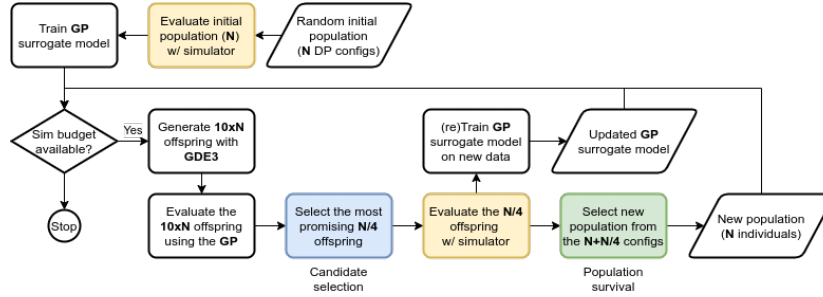 Train GP
surrogate model
Evaluate initial
population (N)
w/ simulator
Random initial
population
(N DP configs)
Sim budget
available?
Yes
Generate 10xN
offspring with
GDE3
(re)Train GP
surrogate model
on new data
Updated GP
surrogate model
Stop
Evaluate the
10xN offspring
using the GP
Select the most
promising N/4
offspring
Evaluate the N/4
offspring
w/ simulator
Select new
population from
the N+N/4 configs
New population
(N individuals)
Candidate
selection
Population
survival